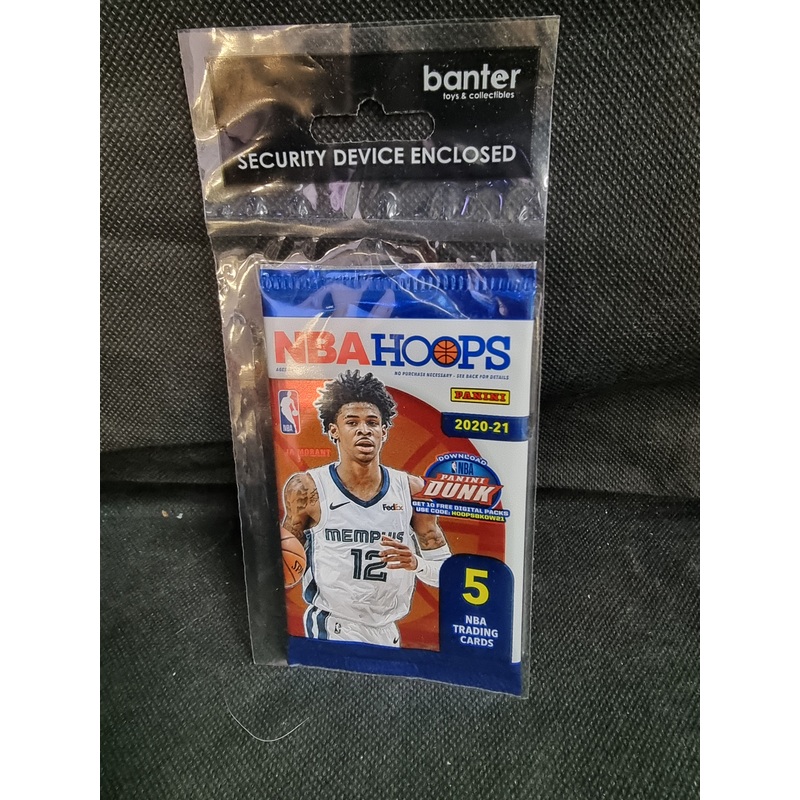 banter
toys & collectibles
SECURITY DEVICE ENCLOSED
NBA HOOPS
NO PURCHASE NECESSARY - SEE BACK FOR DETAILS
PANINI
2020-21
NBA
JA MORANT
DOWNLOAD
NBA
PANINI
DUNK
GET 10 FREE DIGITAL PACKS
USE CODE: HOOPSBKOW21
FedEx
MEMPHIS
12
5
NBA
TRADING
CARDS